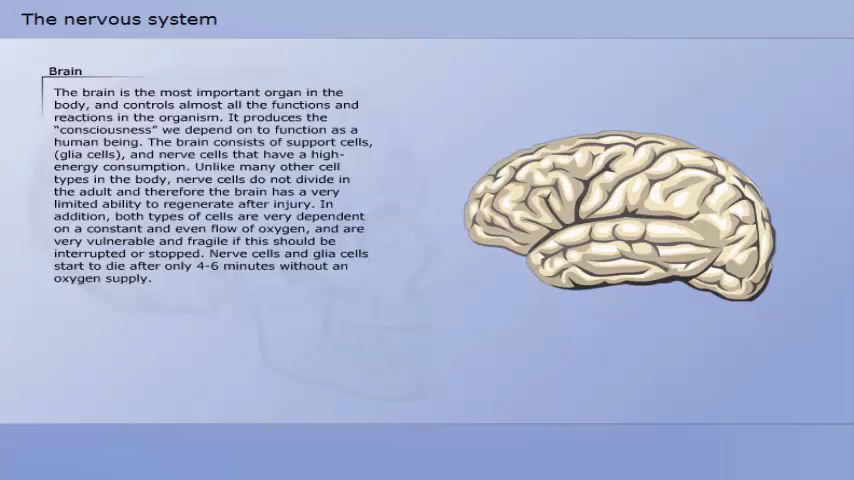 The nervous system
Brain
The brain is the most important organ in the
body, and controls almost all the functions and
reactions in the organism. It produces the
“consciousness” we depend on to function as a
human being. The brain consists of support cells,
(glia cells), and nerve cells that have a high-
energy consumption. Unlike many other cell
types in the body, nerve cells do not divide in
the adult and therefore the brain has a very
limited ability to regenerate after injury. In
addition, both types of cells are very dependent
on a constant and even flow of oxygen, and are
very vulnerable and fragile if this should be
interrupted or stopped. Nerve cells and glia cells
start to die after only 4-6 minutes without an
oxygen supply.